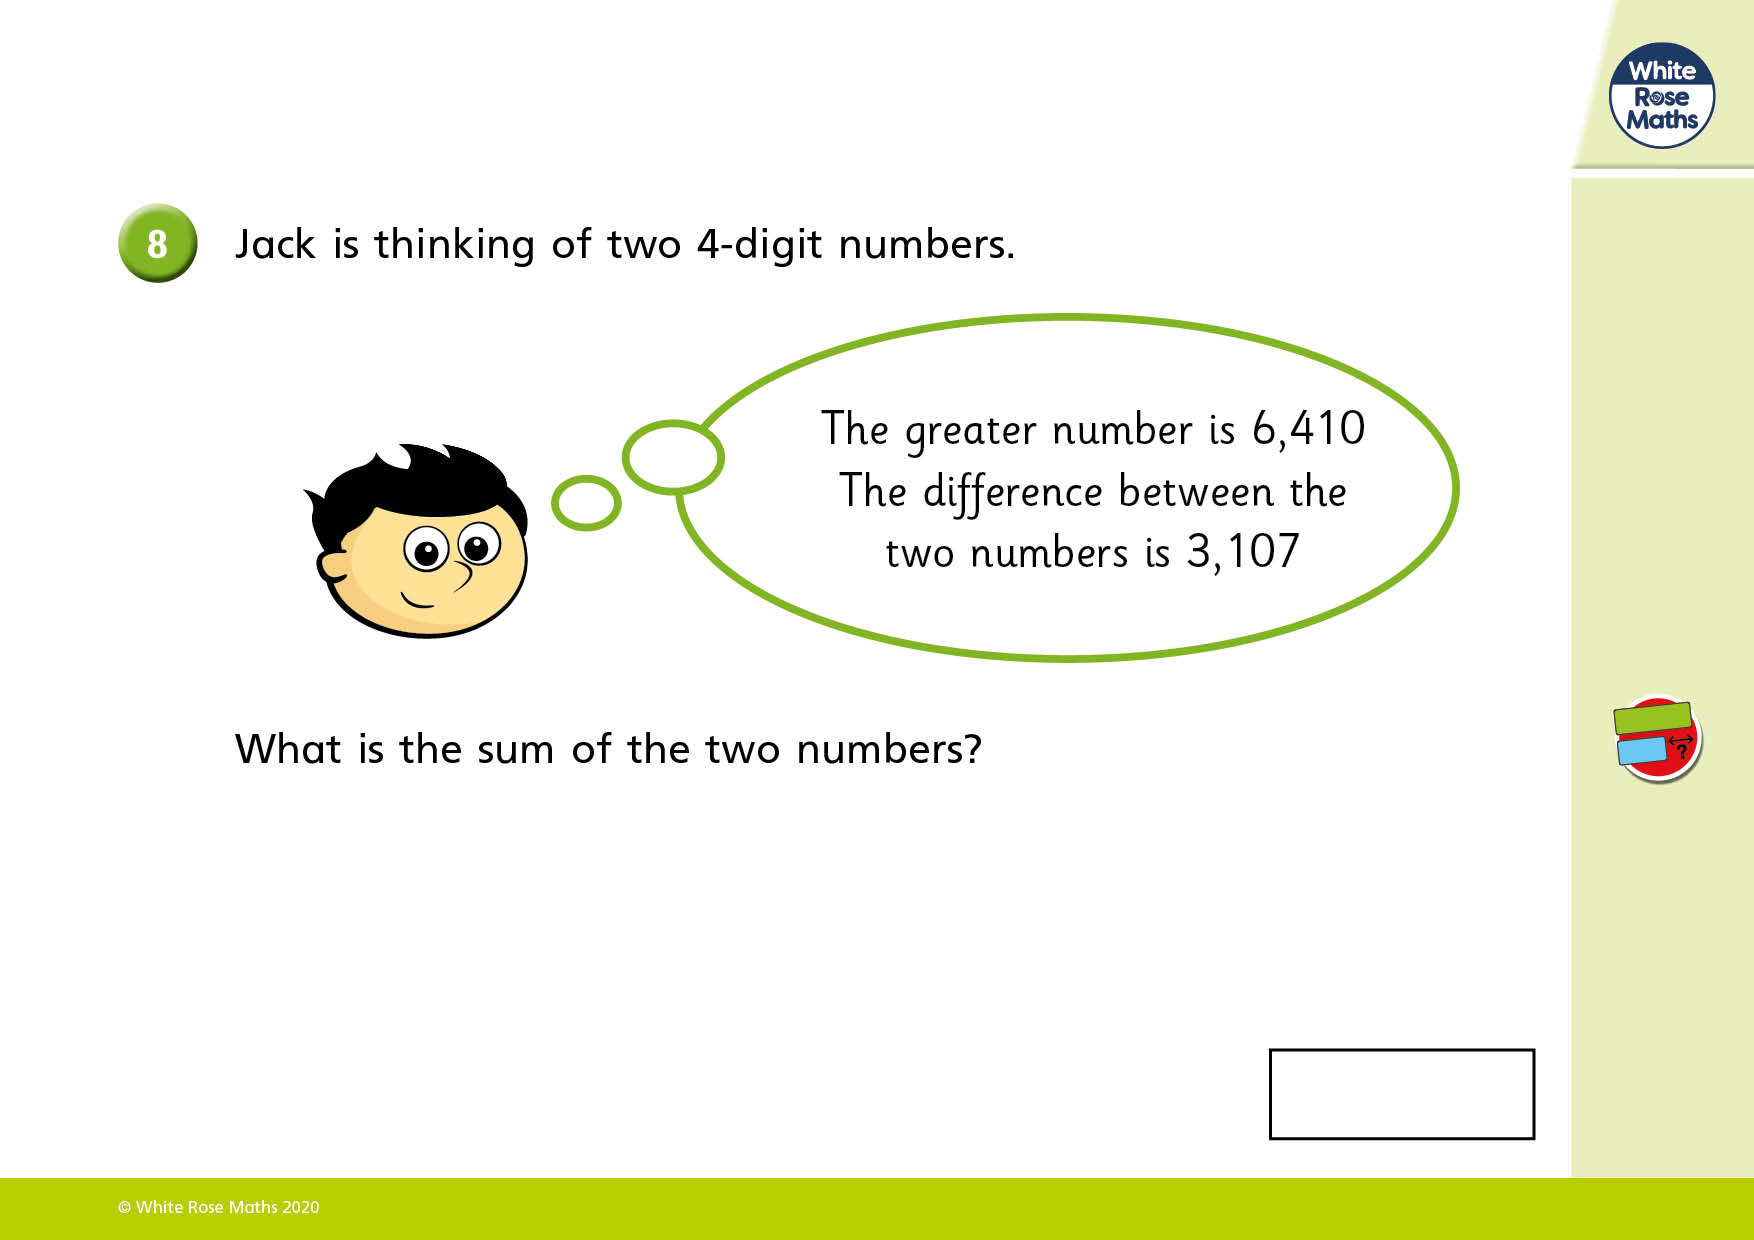 White
Rose
Maths
8 Jack is thinking of two 4-digit numbers.
The greater number is 6,410
The difference between the
two numbers is 3,107
?
What is the sum of the two numbers?
© White Rose Maths 2020